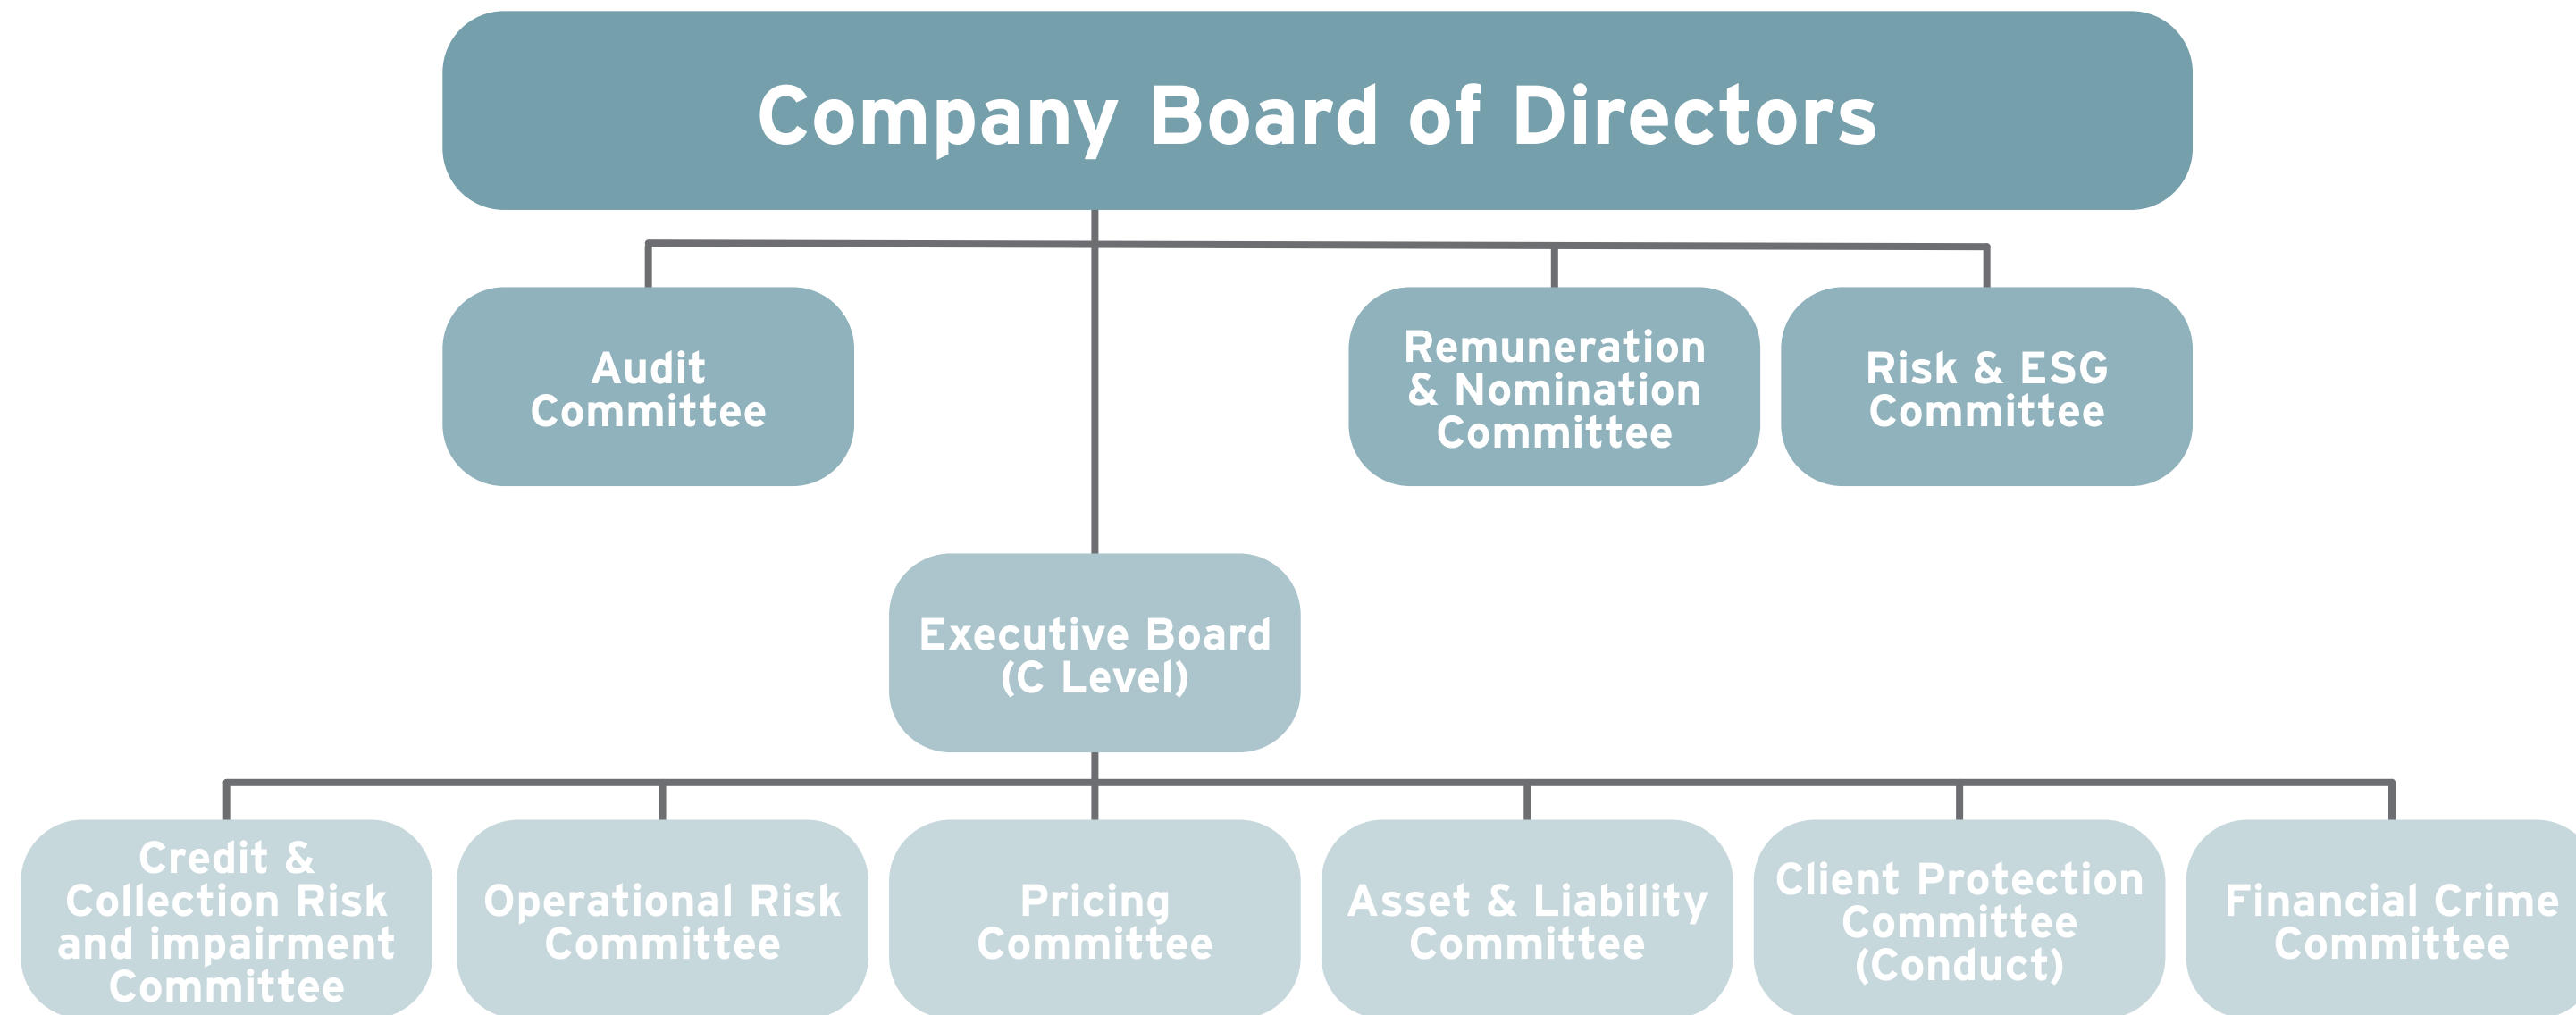 Company Board of Directors
Audit
Committee
Remuneration
& Nomination
Committee
Risk & ESG
Committee
Executive Board
(C Level)
Credit &
Collection Risk
and impairment
Committee
Operational Risk
Committee
Pricing
Committee
Asset & Liability
Committee
Client Protection
Committee
(Conduct)
Financial Crime
Committee